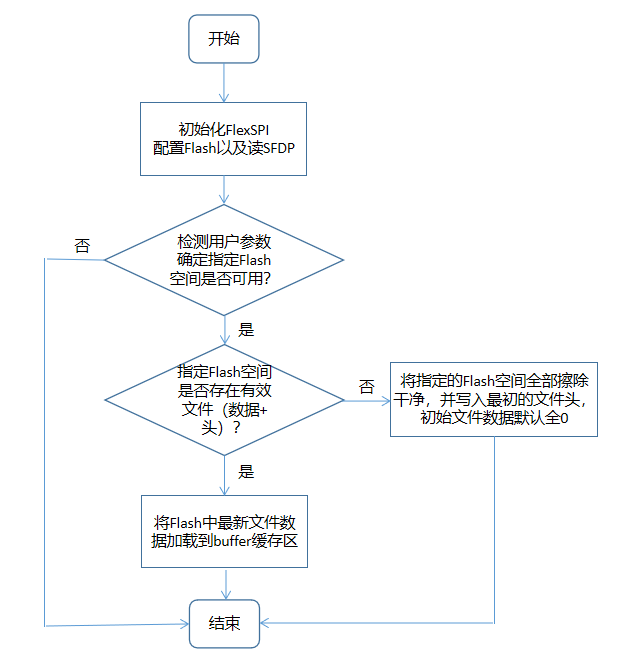 开始
初始化FlexSPI
配置Flash以及读SFDP
否
检测用户参数
确定指定Flash
空间是否可用?
是
指定Flash空间
是否存在有效
文件（数据+
头）?
否
将指定的Flash空间全部擦除
干净，并写入最初的文件头，
初始文件数据默认全0
是
将Flash中最新文件数
据加载到buffer缓存区
结束